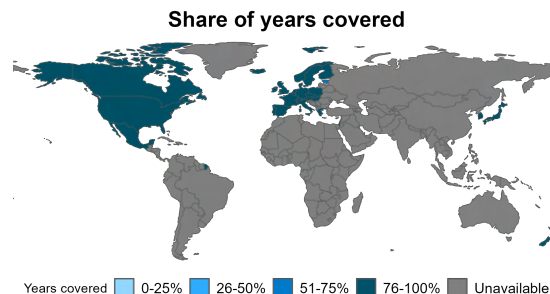 Share of years covered
Years covered 0-25% 26-50% 51-75% 76-100% Unavailable